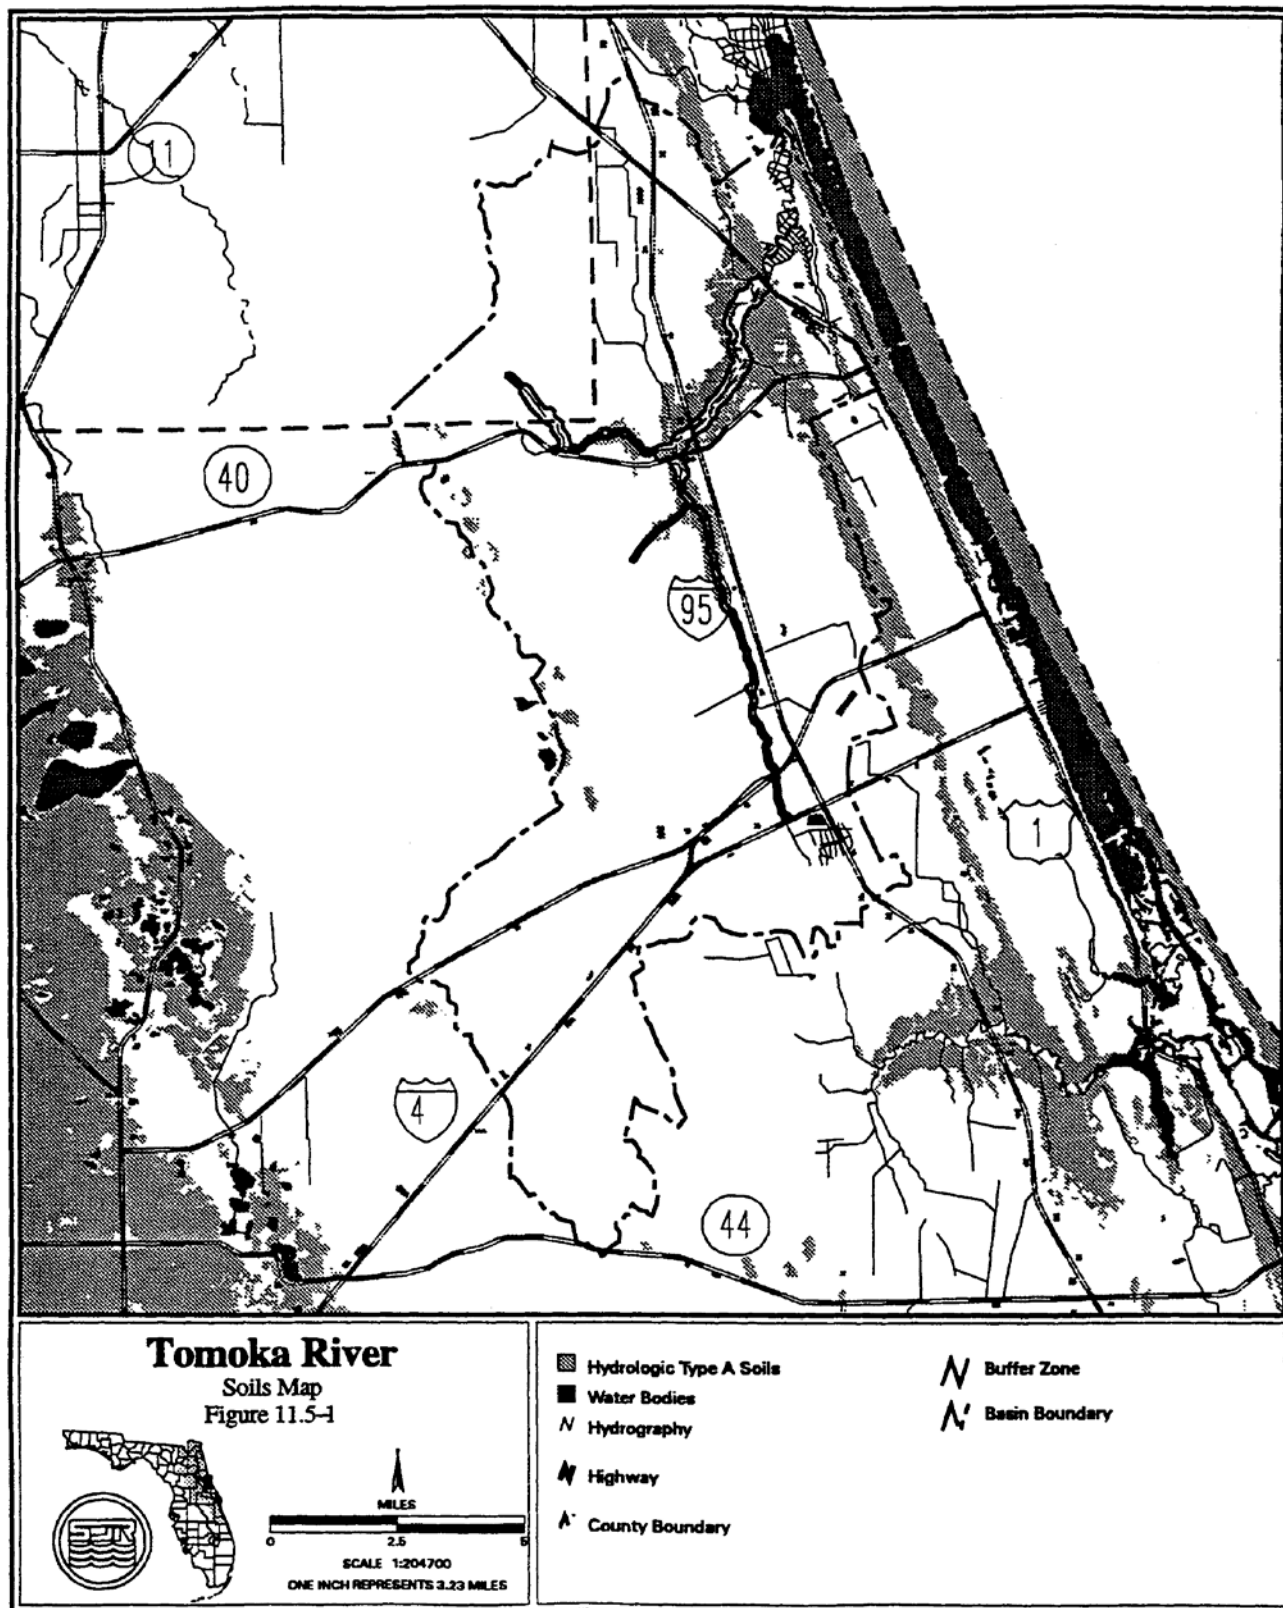 11
40
95
1
4
44
Tomoka River
Soils Map
Figure 11.5-1
SJR
MILES
0 2.5 5
SCALE 1:204700
ONE INCH REPRESENTS 3.23 MILES
Hydrologic Type A Soils
Water Bodies
Hydrography
Highway
County Boundary
Buffer Zone
Basin Boundary